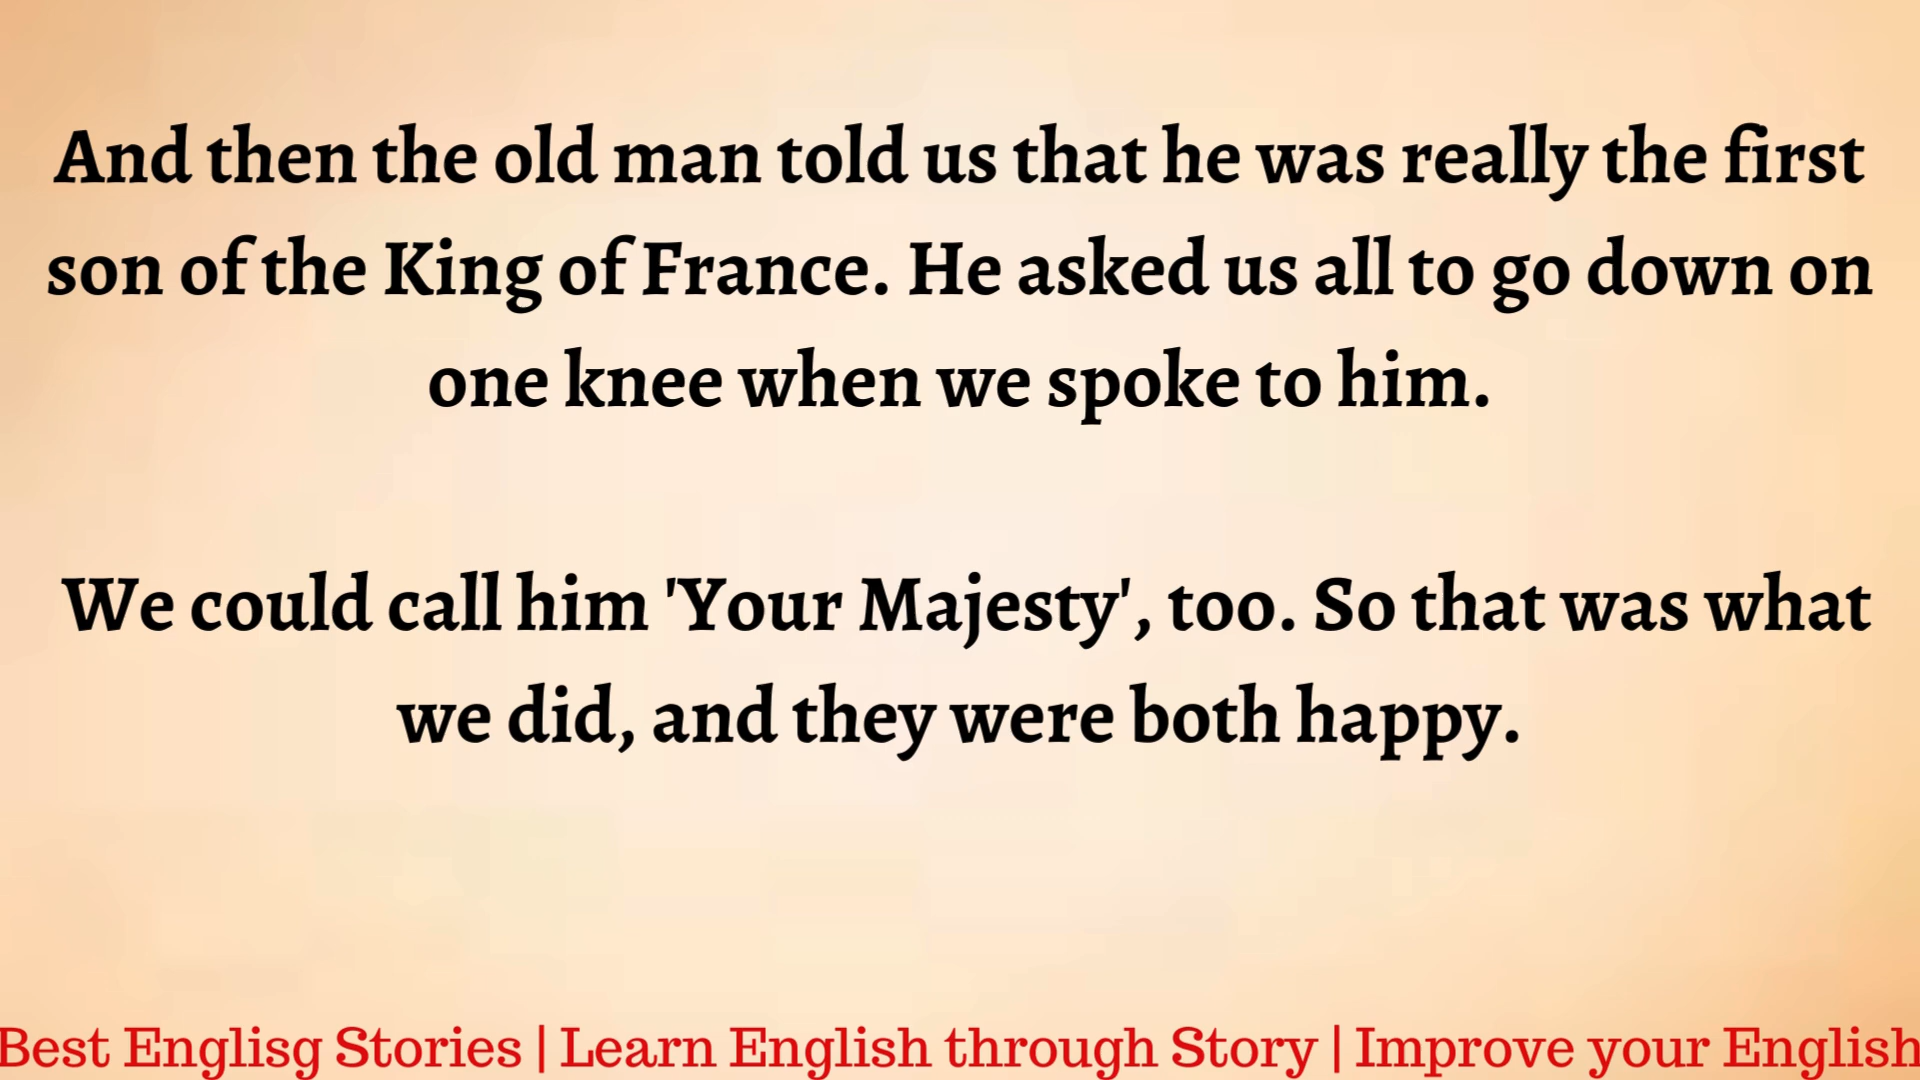 And then the old man told us that he was really the first
son of the King of France. He asked us all to go down on
one knee when we spoke to him.
We could call him 'Your Majesty', too. So that was what
we did, and they were both happy.
Best Englisg Stories | Learn English through Story | Improve your English